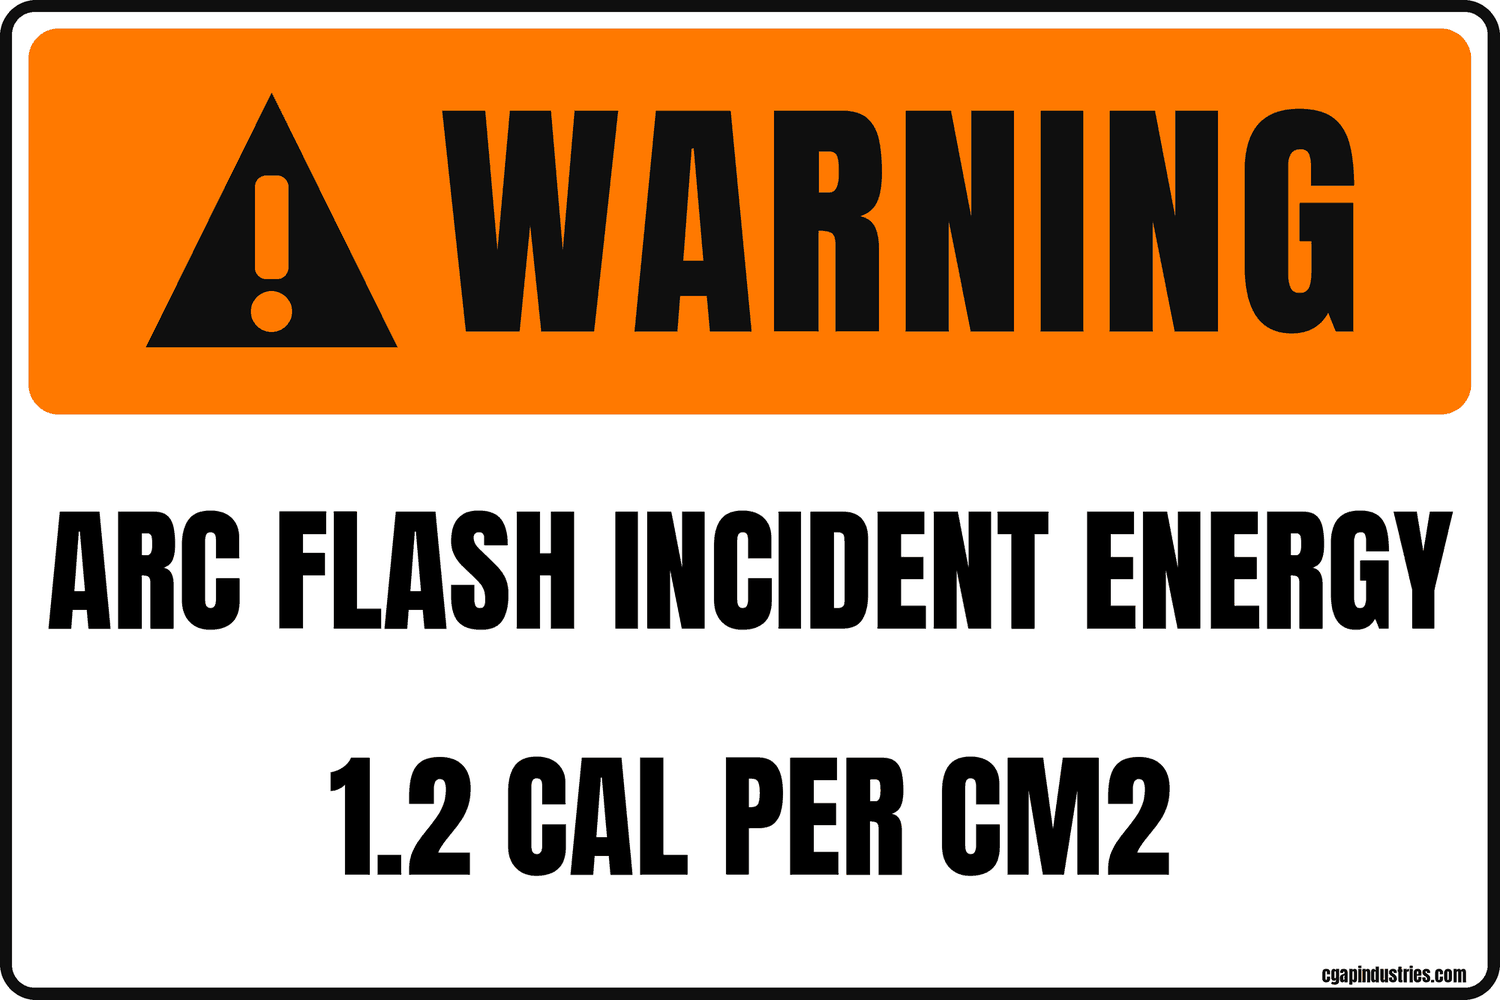 WARNING
ARC FLASH INCIDENT ENERGY
1.2 CAL PER CM2
cgapindustries.com